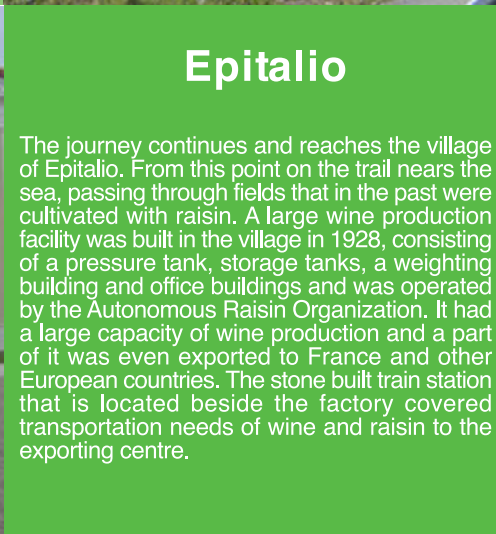 Epitalio
The journey continues and reaches the village
of Epitalio. From this point on the trail nears the
sea, passing through fields that in the past were
cultivated with raisin. A large wine production
facility was built in the village in 1928, consisting
of a pressure tank, storage tanks, a weighting
building and office buildings and was operated
by the Autonomous Raisin Organization. It had
a large capacity of wine production and a part
of it was even exported to France and other
European countries. The stone built train station
that is located beside the factory covered
transportation needs of wine and raisin to the
exporting centre.